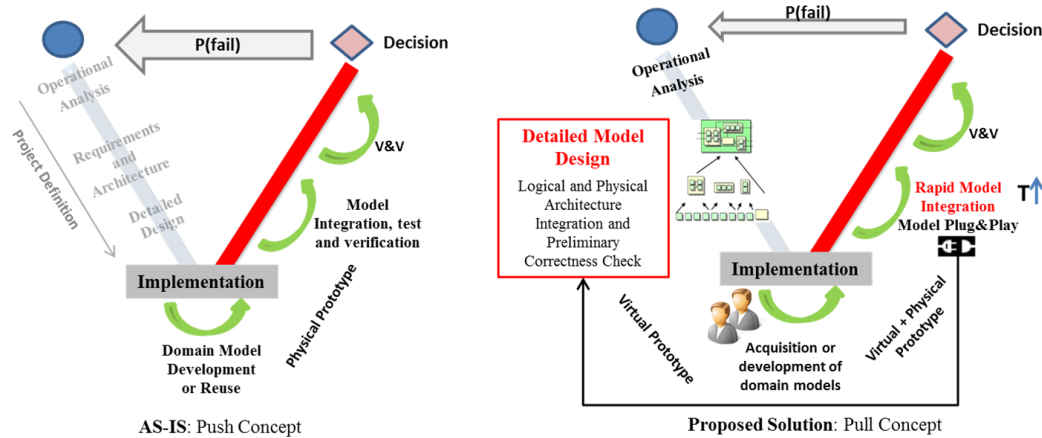 P(fail)
Decision
Operational
Analysis
Requirements
and
Architecture
Detailed
Design
Project Definition
V&V
Model
Integration, test
and verification
Implementation
Physical Prototype
Domain Model
Development
or Reuse
AS-IS: Push Concept
P(fail)
Decision
Operational
Analysis
Detailed Model
Design
Logical and Physical
Architecture
Integration and
Preliminary
Correctness Check
V&V
Rapid Model
Integration
Model Plug&Play
T
Implementation
Virtual Prototype
Virtual + Physical
Prototype
Acquisition or
development of
domain models
Proposed Solution: Pull Concept